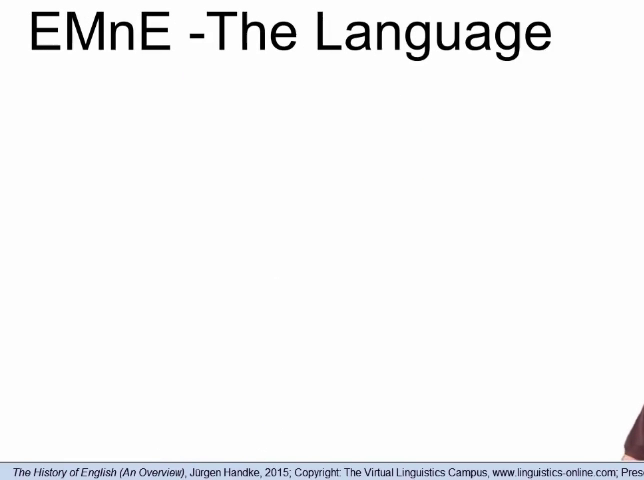 EMnE -The Language
The History of English (An Overview), Jürgen Handke, 2015; Copyright: The Virtual Linguistics Campus, www.linguistics-online.com; Pres